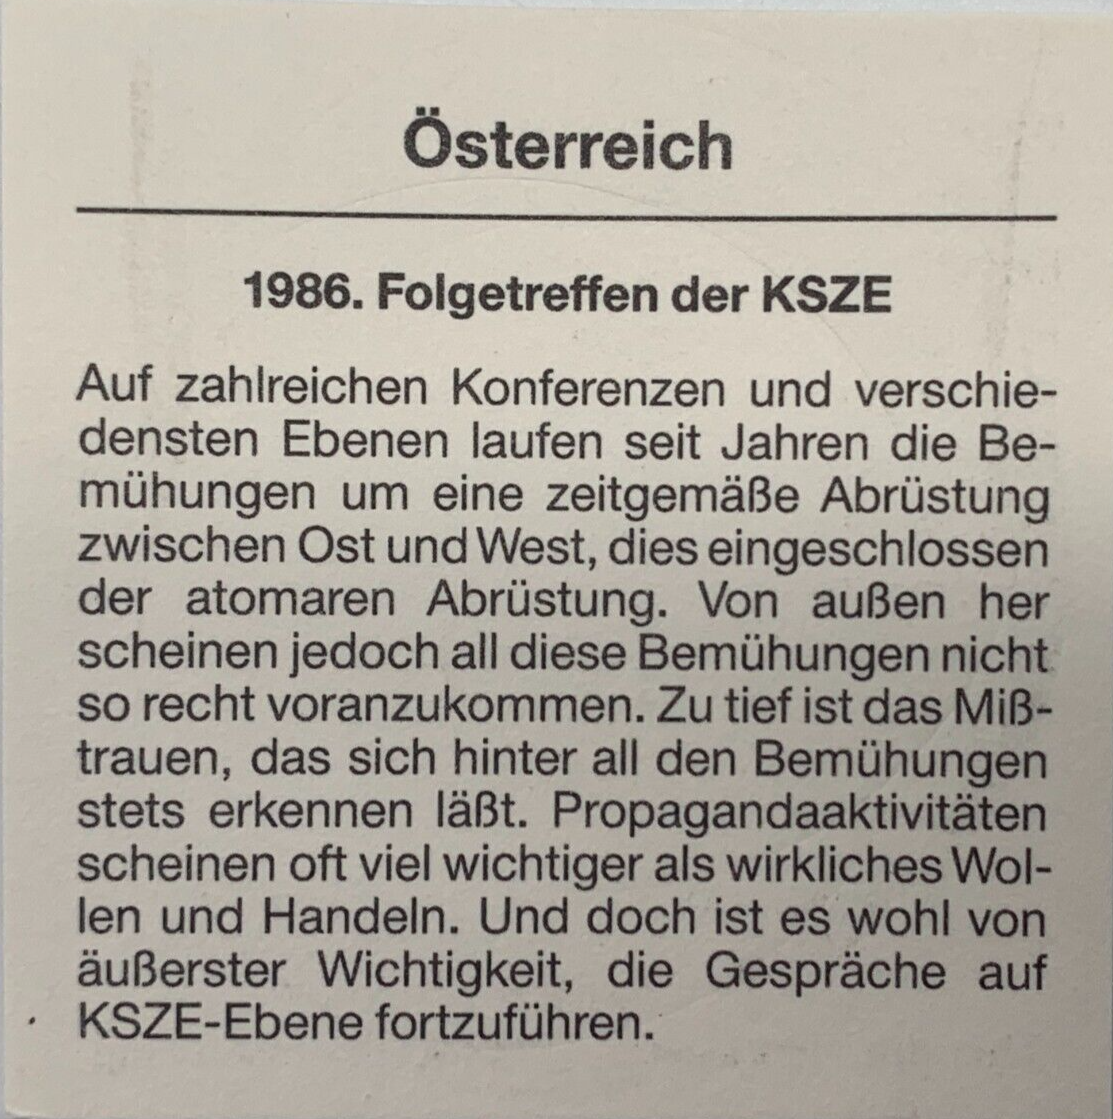 Österreich
1986. Folgetreffen der KSZE
Auf zahlreichen Konferenzen und verschie-
densten Ebenen laufen seit Jahren die Be-
mühungen um eine zeitgemäße Abrüstung
zwischen Ost und West, dies eingeschlossen
der atomaren Abrüstung. Von außen her
scheinen jedoch all diese Bemühungen nicht
so recht voranzukommen. Zu tief ist das Miß-
trauen, das sich hinter all den Bemühungen
stets erkennen läßt. Propagandaaktivitäten
scheinen oft viel wichtiger als wirkliches Wol-
len und Handeln. Und doch ist es wohl von
äußerster Wichtigkeit, die Gespräche auf
KSZE-Ebene fortzuführen.